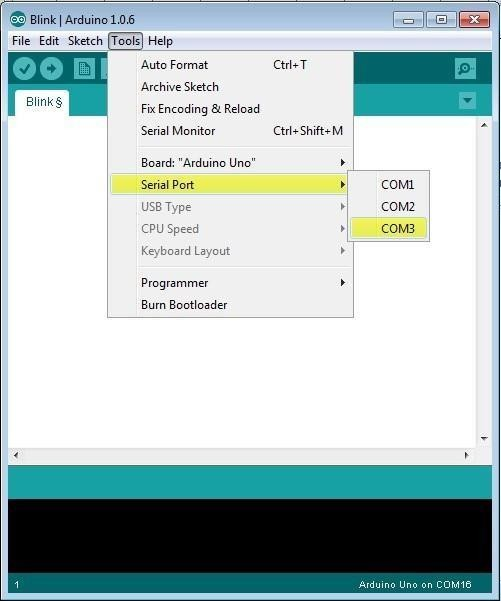 Blink | Arduino 1.0.6
File Edit Sketch Tools Help
Blink §
Auto Format Ctrl+T
Archive Sketch
Fix Encoding & Reload
Serial Monitor Ctrl+Shift+M
Board: "Arduino Uno"
Serial Port
USB Type
CPU Speed
Keyboard Layout
Programmer
Burn Bootloader
COM1
COM2
COM3
1 Arduino Uno on COM16